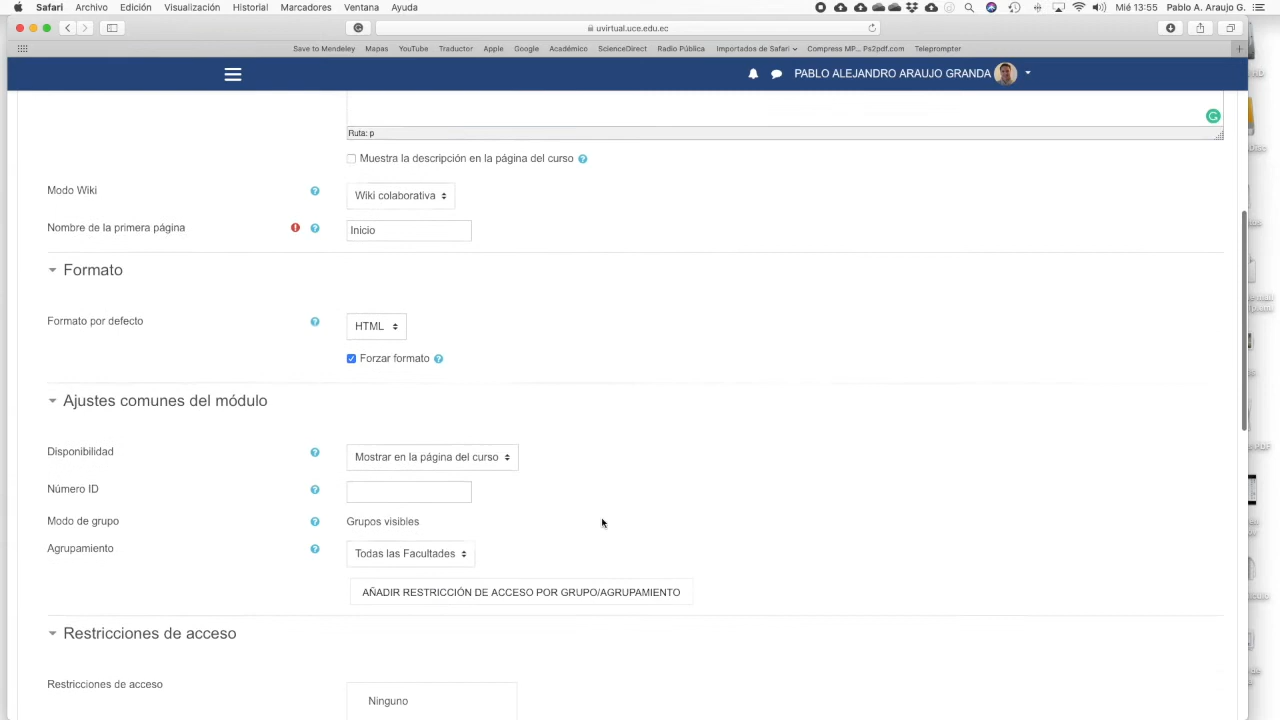 Safari Archivo Edición Visualización Historial Marcadores Ventana Ayuda Mié 13:55 Pablo A. Araujo G.
uvirtual.uce.edu.ec
Save to Mendeley Mapas YouTube Traductor Apple Google Académico ScienceDirect Radio Pública Importados de Safari Compress MP... Ps2pdf.com Teleprompter
PABLO ALEJANDRO ARAUJO GRANDA
Ruta: p
Muestra la descripción en la página del curso
Modo Wiki
Wiki colaborativa
Nombre de la primera página
Inicio
Formato
Formato por defecto
HTML
Forzar formato
Ajustes comunes del módulo
Disponibilidad
Mostrar en la página del curso
Número ID
Modo de grupo
Grupos visibles
Agrupamiento
Todas las Facultades
AÑADIR RESTRICCIÓN DE ACCESO POR GRUPO/AGRUPAMIENTO
Restricciones de acceso
Restricciones de acceso
Ninguno